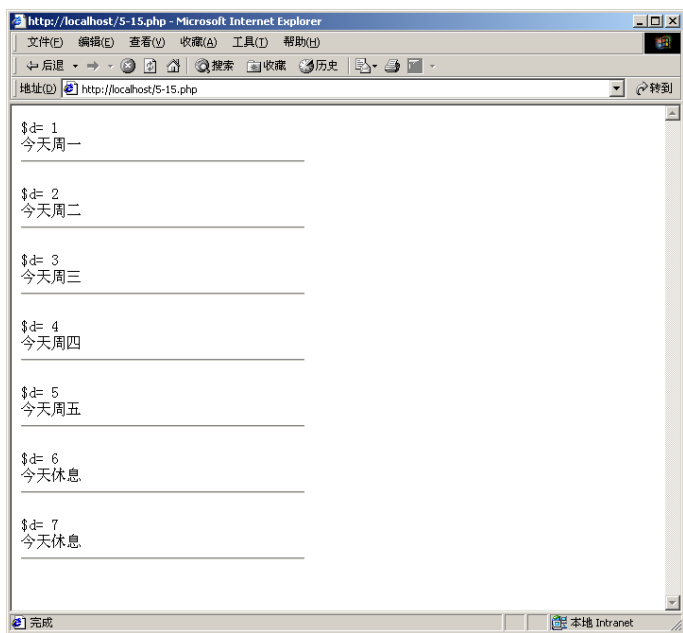 http://localhost/5-15.php - Microsoft Internet Explorer
文件(F) 编辑(E) 查看(V) 收藏(A) 工具(T) 帮助(H)
后退 搜索 收藏 历史
地址(D) http://localhost/5-15.php 转到
$d= 1
今天周一
$d= 2
今天周二
$d= 3
今天周三
$d= 4
今天周四
$d= 5
今天周五
$d= 6
今天休息
$d= 7
今天休息
完成 本地 Intranet